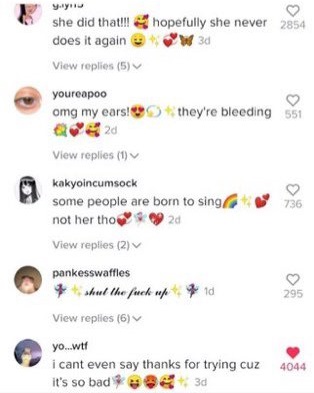 she did that!!! 🥰 hopefully she never
2854
does it again 😉✨💞🦋 3d
View replies (5)
youreapoo
omg my ears!😍💫✨ they're bleeding
551
💐💞🥰 2d
View replies (1)
kakyoincumsock
some people are born to sing🌈✨💕
736
not her tho💞👻💖 2d
View replies (2)
pankesswaffles
🧚✨ 𝓼𝓱𝓾𝓽 𝓽𝓱𝓮 𝓯𝓾𝓬𝓴 𝓾𝓹✨🧚 1d
295
View replies (6)
yo...wtf
i cant even say thanks for trying cuz
4044
it's so bad🧚😝🥵🥰✨ 3d